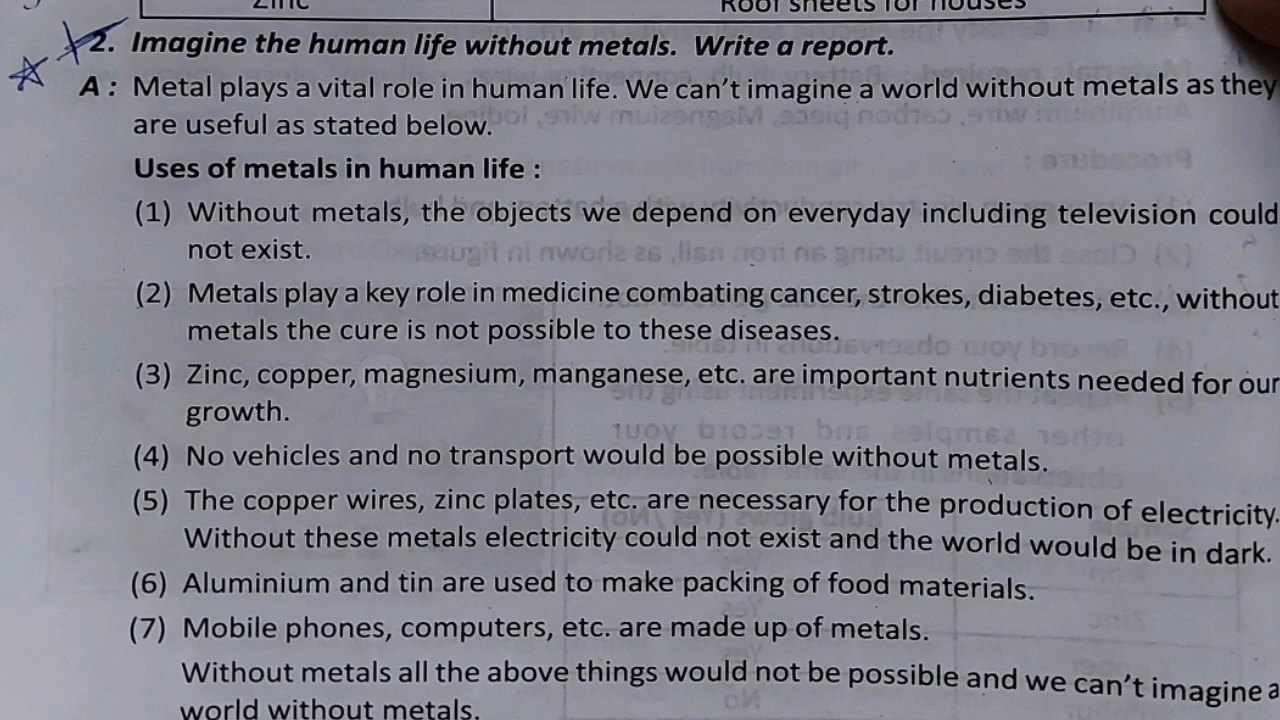 Zinc Roof sheets for houses
2. Imagine the human life without metals. Write a report.
A : Metal plays a vital role in human life. We can't imagine a world without metals as they
are useful as stated below.
Uses of metals in human life :
(1) Without metals, the objects we depend on everyday including television could
not exist.
(2) Metals play a key role in medicine combating cancer, strokes, diabetes, etc., without
metals the cure is not possible to these diseases.
(3) Zinc, copper, magnesium, manganese, etc. are important nutrients needed for our
growth.
(4) No vehicles and no transport would be possible without metals.
(5) The copper wires, zinc plates, etc. are necessary for the production of electricity.
Without these metals electricity could not exist and the world would be in dark.
(6) Aluminium and tin are used to make packing of food materials.
(7) Mobile phones, computers, etc. are made up of metals.
Without metals all the above things would not be possible and we can't imagine a
world without metals.